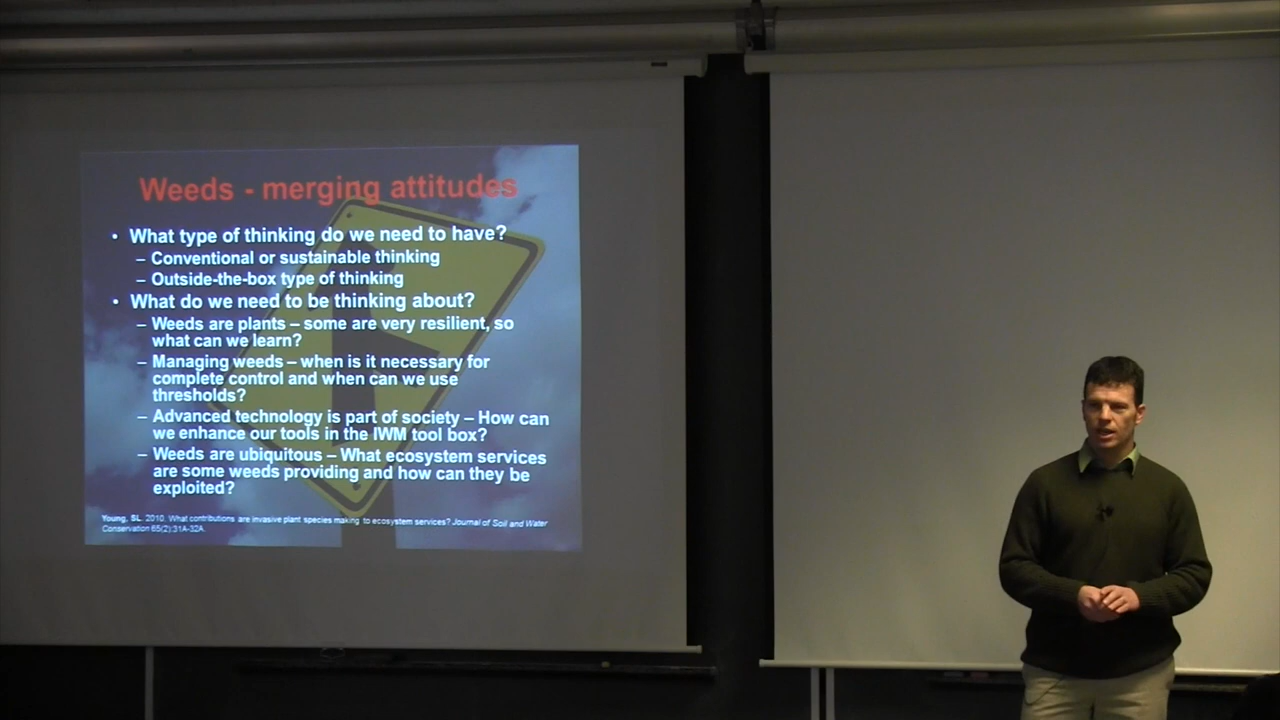 Weeds - merging attitudes
• What type of thinking do we need to have?
– Conventional or sustainable thinking
– Outside-the-box type of thinking
• What do we need to be thinking about?
– Weeds are plants – some are very resilient, so
what can we learn?
– Managing weeds – when is it necessary for
complete control and when can we use
thresholds?
– Advanced technology is part of society – How can
we enhance our tools in the IWM tool box?
– Weeds are ubiquitous – What ecosystem services
are some weeds providing and how can they be
exploited?
Young, SL. 2010. What contributions are invasive plant species making to ecosystem services? Journal of Soil and Water
Conservation 65(2):31A-32A.